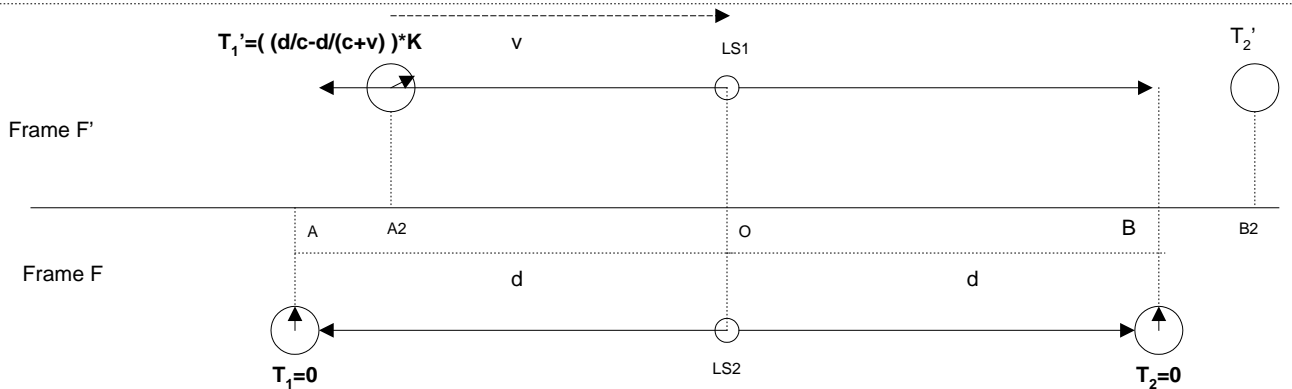 T1'=( (d/c-d/(c+v) )*K
v
LS1
T2'
Frame F'
A
A2
O
B
B2
Frame F
d
d
LS2
T1=0
T2=0